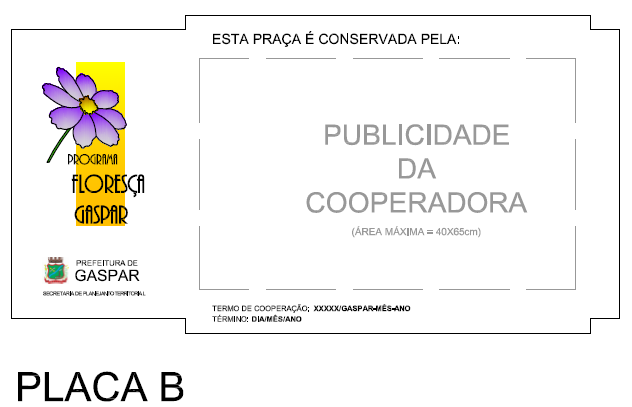 ESTA PRAÇA É CONSERVADA PELA:
PROGRAMA
FLORESÇA
GASPAR
PREFEITURA DE
GASPAR
SECRETARIA DE PLANEJANTO TERRITORIAL
PUBLICIDADE
DA
COOPERADORA
(ÁREA MÁXIMA = 40X65cm)
TERMO DE COOPERAÇÃO: XXXXX/GASPAR-MÊS-ANO
TÉRMINO: DIA/MÊS/ANO
PLACA B